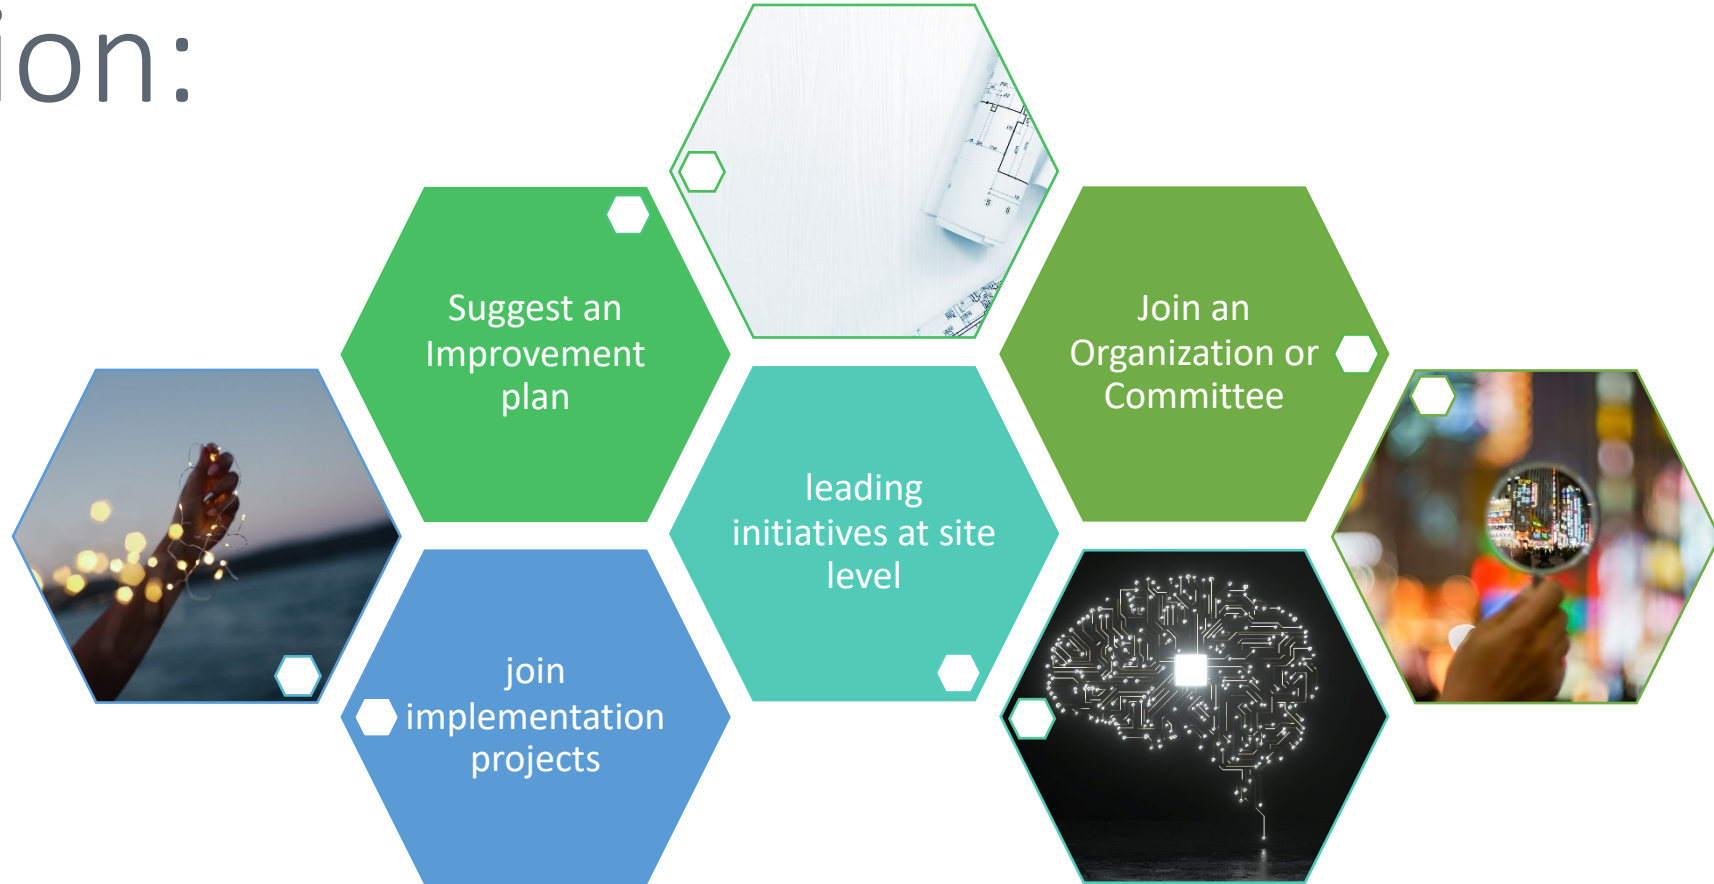 ion:
Suggest an
Improvement
plan
Join an
Organization or
Committee
leading
initiatives at site
level
join
implementation
projects